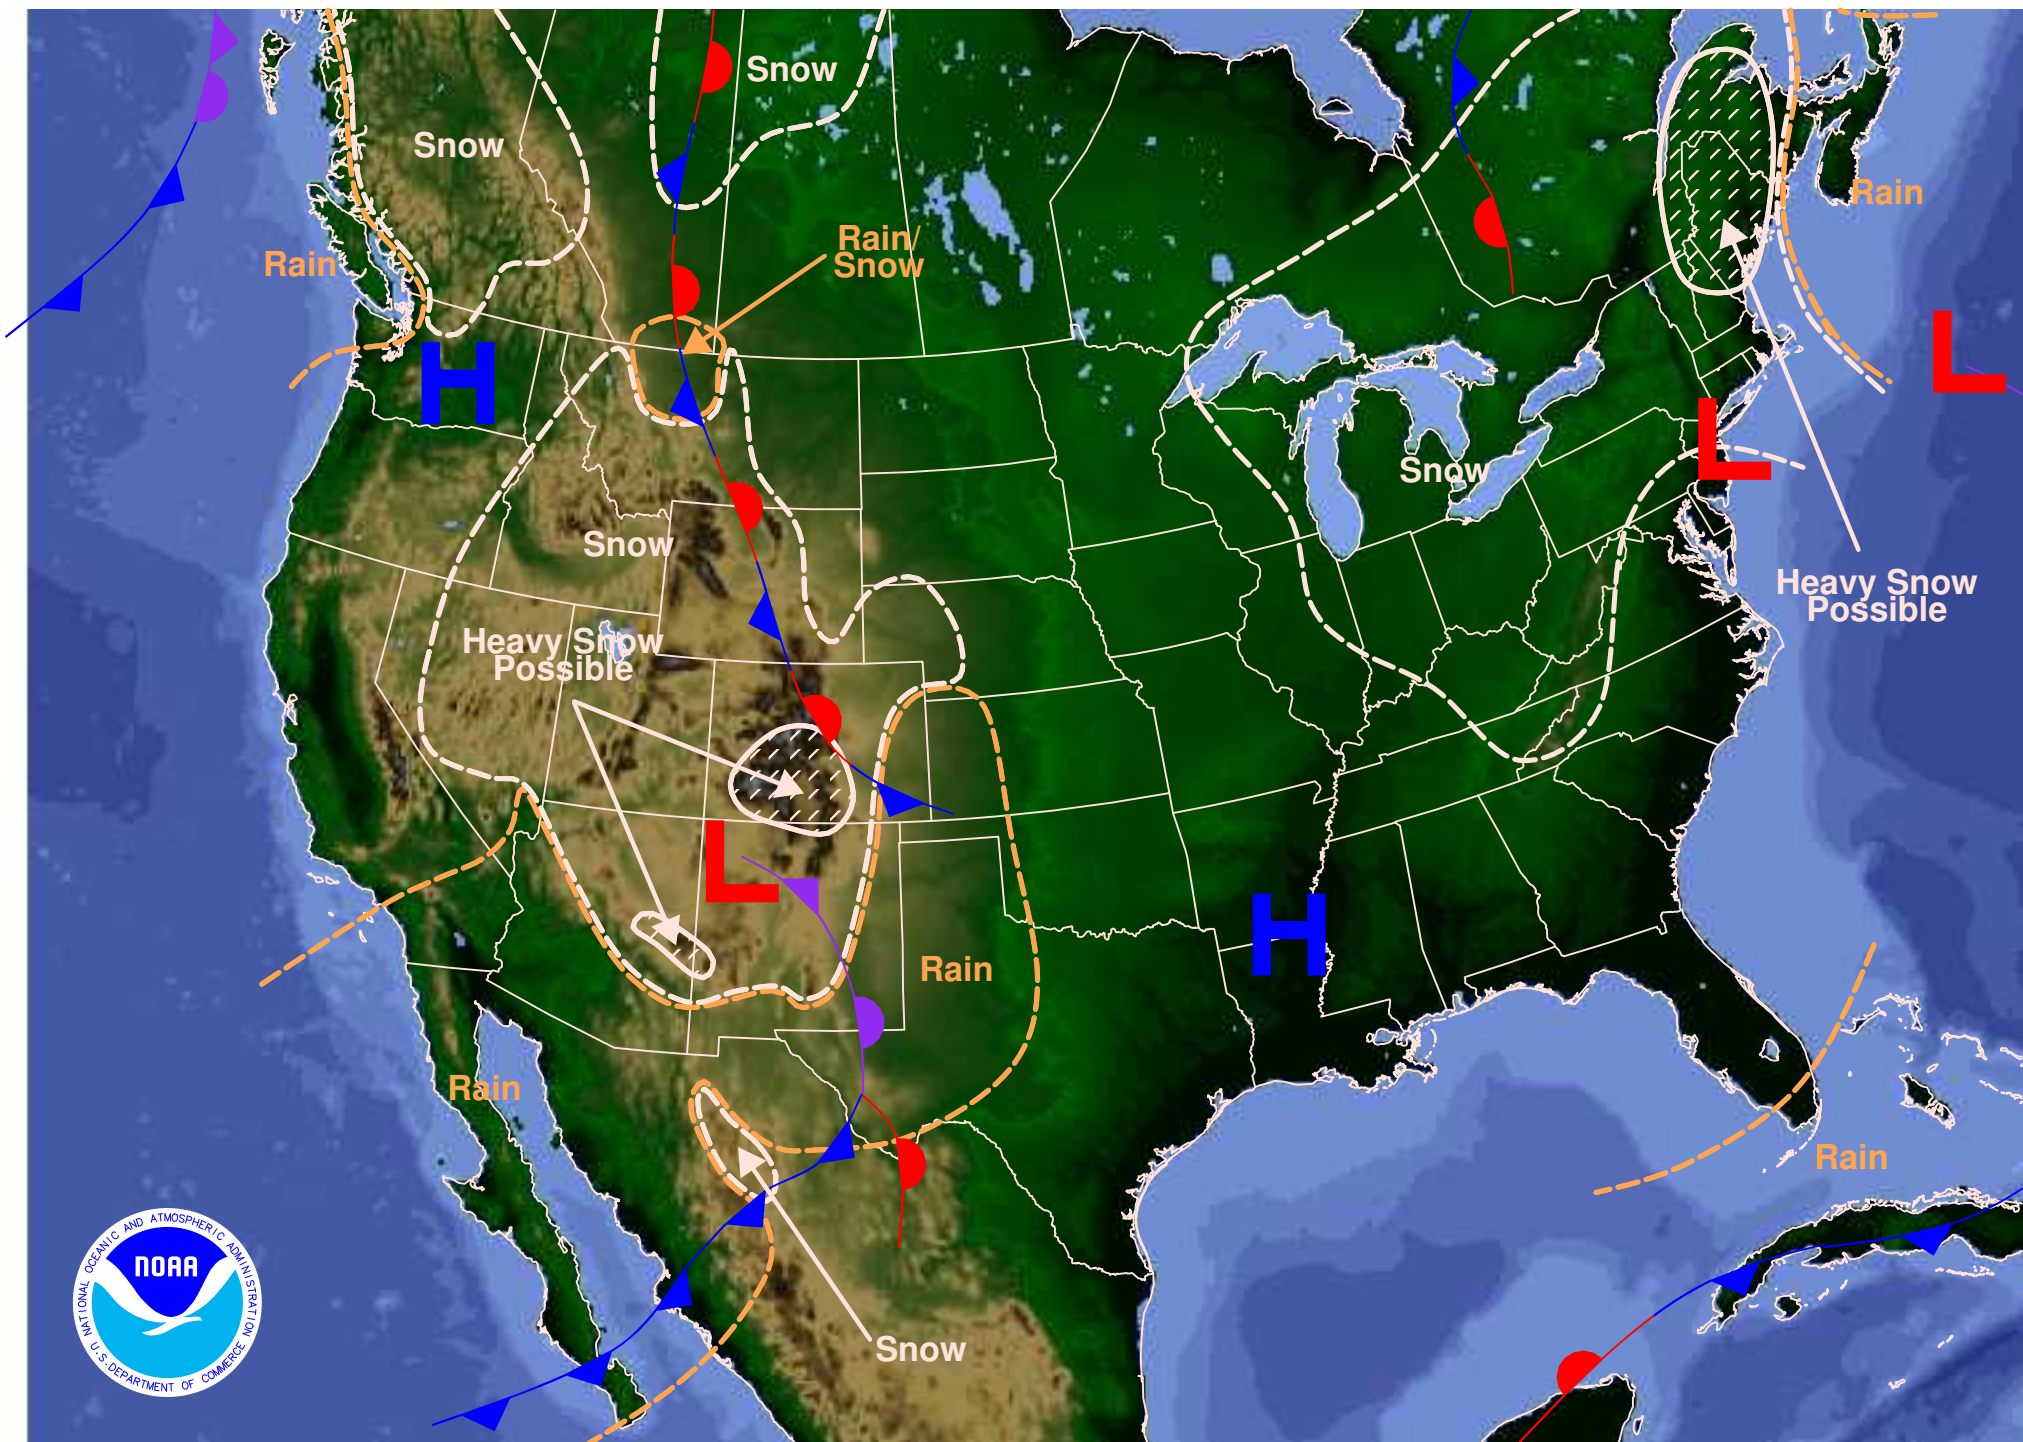 Snow
Snow
Rain/
Snow
Rain
Rain
H
L
L
Snow
Snow
Heavy Snow
Possible
Heavy Snow
Possible
L
H
Rain
Rain
Rain
Snow
NOAA
NATIONAL OCEANIC AND ATMOSPHERIC ADMINISTRATION
U.S. DEPARTMENT OF COMMERCE